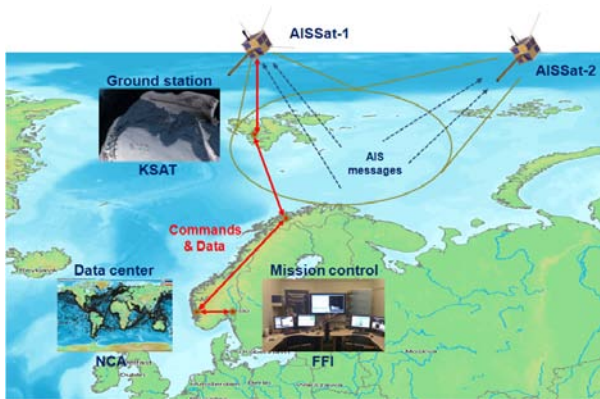 AISSat-1
AISSat-2
Ground station
KSAT
AIS
messages
Commands
& Data
Data center
NCA
Mission control
FFI